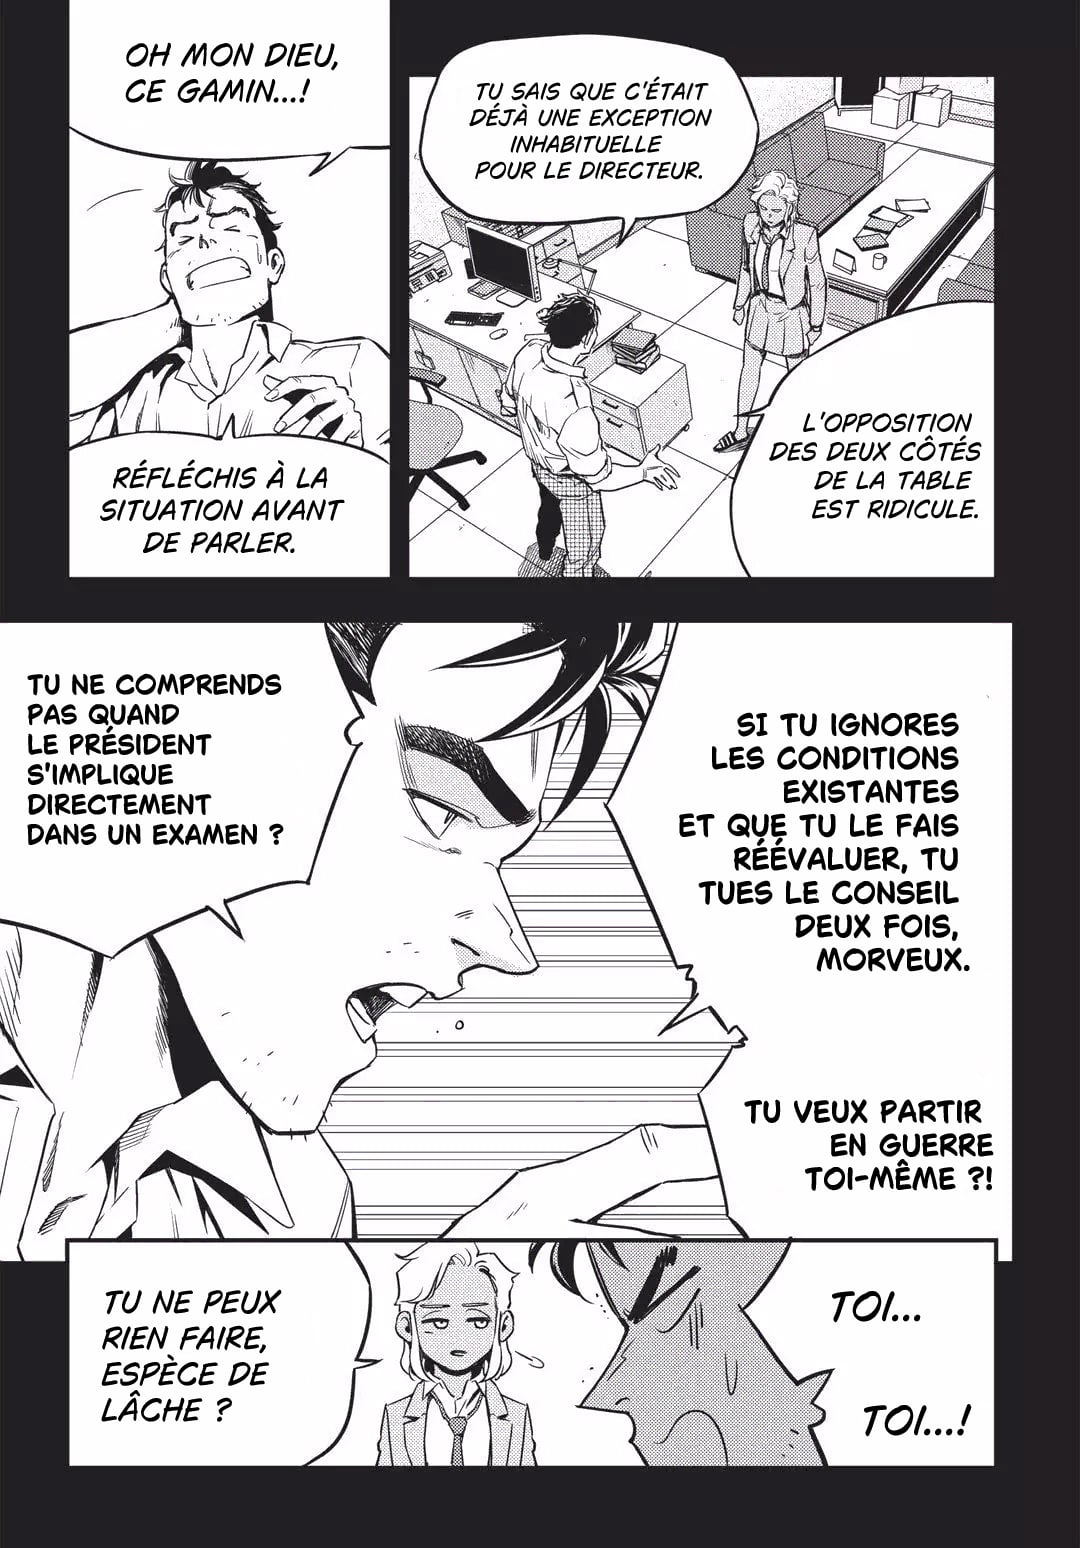 OH MON DIEU,
CE GAMIN...!
RÉFLÉCHIS À LA
SITUATION AVANT
DE PARLER.
TU SAIS QUE C'ÉTAIT
DÉJÀ UNE EXCEPTION
INHABITUELLE
POUR LE DIRECTEUR.
L'OPPOSITION
DES DEUX CÔTÉS
DE LA TABLE
EST RIDICULE.
TU NE COMPRENDS
PAS QUAND
LE PRÉSIDENT
S'IMPLIQUE
DIRECTEMENT
DANS UN EXAMEN ?
SI TU IGNORES
LES CONDITIONS
EXISTANTES
ET QUE TU LE FAIS
RÉÉVALUER, TU
TUES LE CONSEIL
DEUX FOIS,
MORVEUX.
TU VEUX PARTIR
EN GUERRE
TOI-MÊME ?!
TU NE PEUX
RIEN FAIRE,
ESPÈCE DE
LÂCHE ?
TOI...
TOI...!